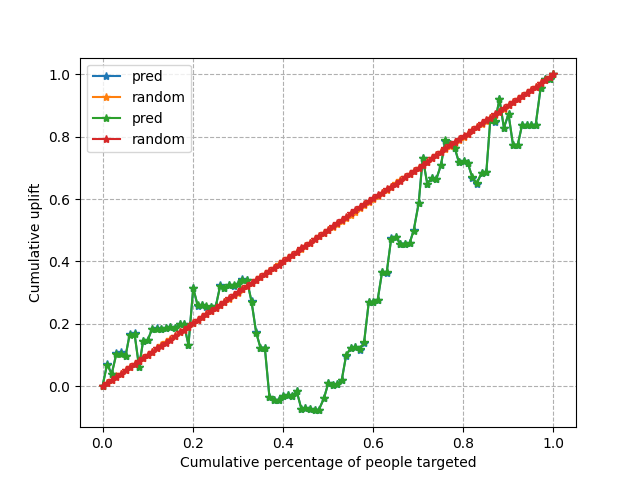 pred
random
pred
random
1.0
0.8
0.6
0.4
0.2
0.0
Cumulative uplift
0.0 0.2 0.4 0.6 0.8 1.0
Cumulative percentage of people targeted